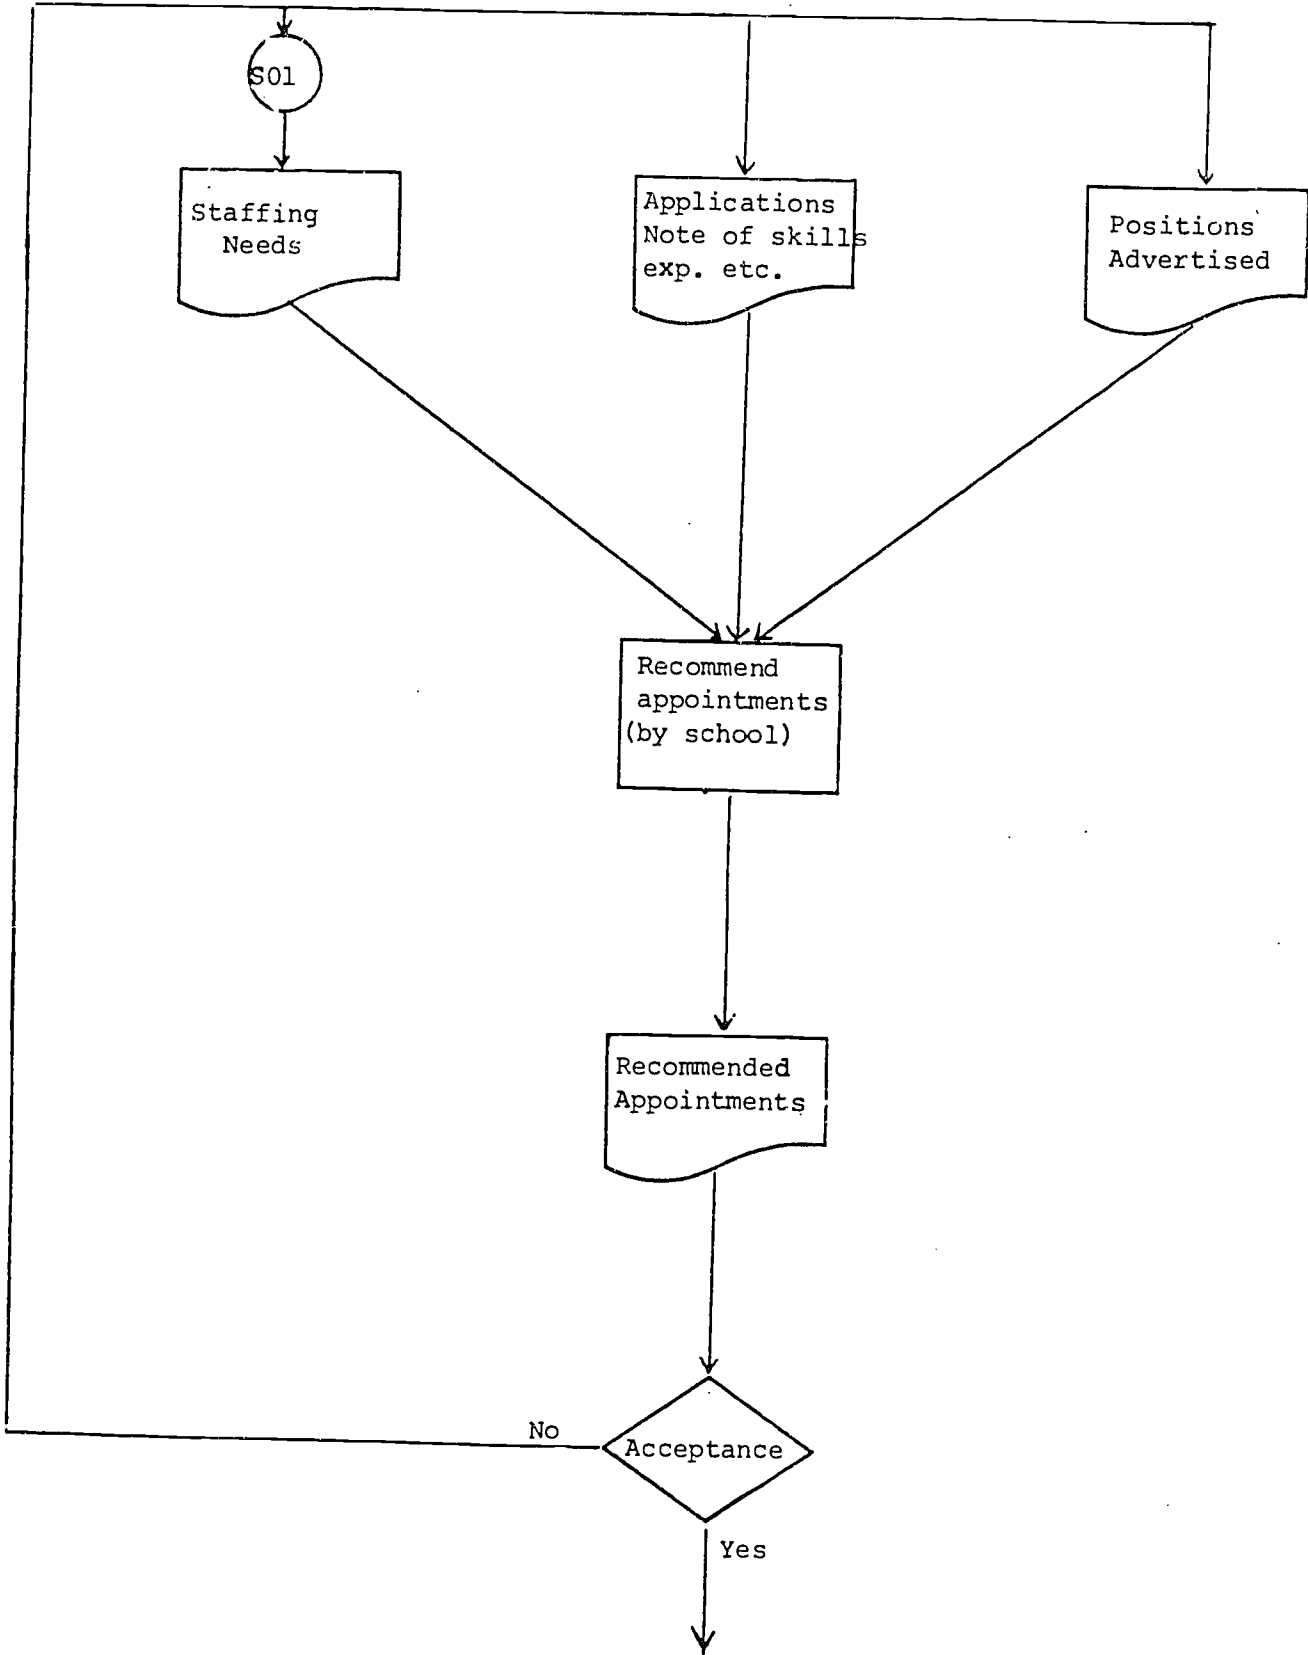 S01
Staffing
Needs
Applications
Note of skills
exp. etc.
Positions
Advertised
Recommend
appointments
(by school)
Recommended
Appointments
No
Acceptance
Yes